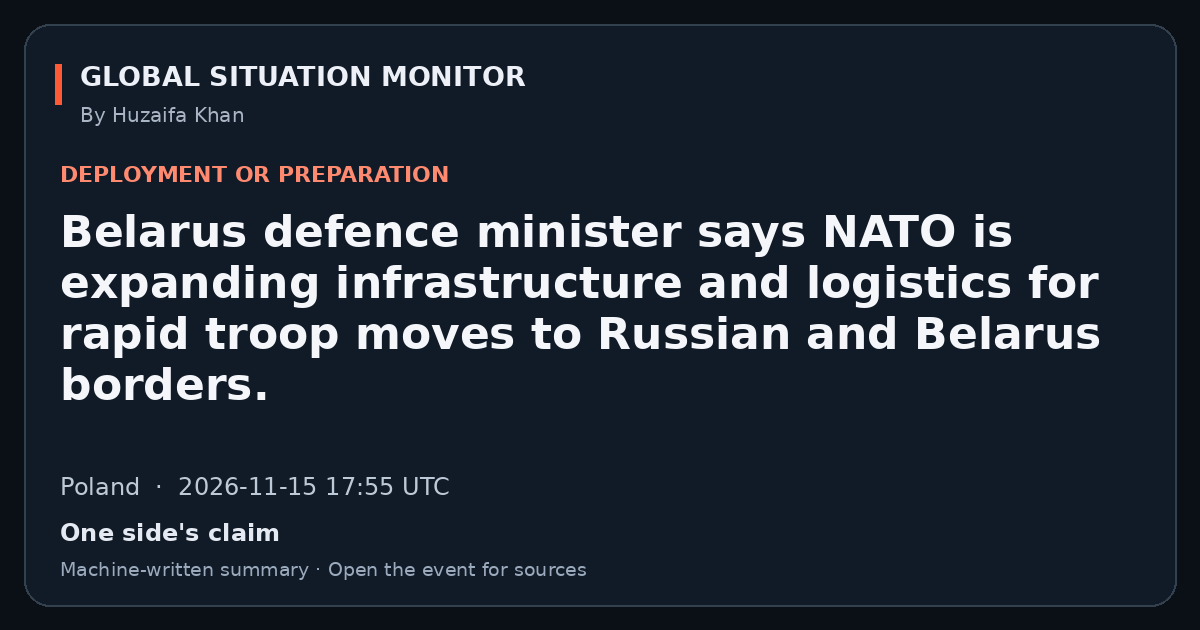 GLOBAL SITUATION MONITOR
By Huzaifa Khan
DEPLOYMENT OR PREPARATION
Belarus defence minister says NATO is
expanding infrastructure and logistics for
rapid troop moves to Russian and Belarus
borders.
Poland · 2026-11-15 17:55 UTC
One side's claim
Machine-written summary · Open the event for sources